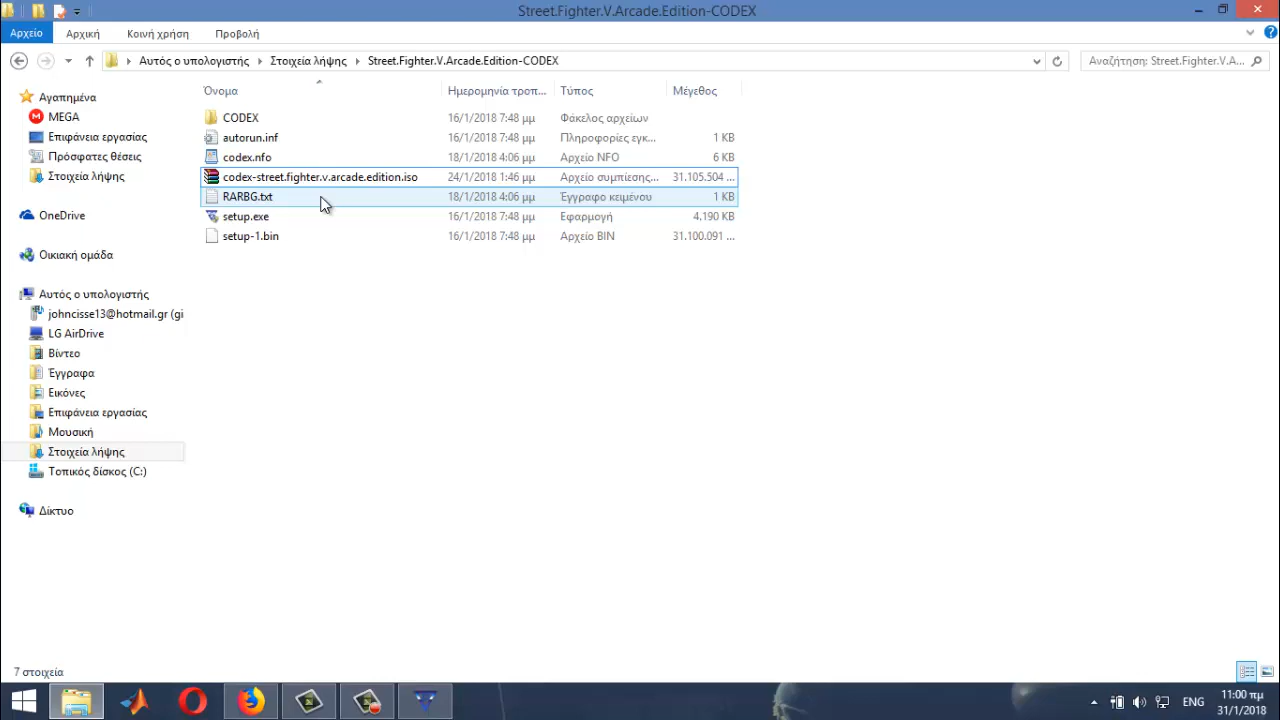 Street.Fighter.V.Arcade.Edition-CODEX
Αρχείο Αρχική Κοινή χρήση Προβολή
Αυτός ο υπολογιστής Στοιχεία λήψης Street.Fighter.V.Arcade.Edition-CODEX Αναζήτηση: Street.Fighter.V.A...
Όνομα Ημερομηνία τροπ... Τύπος Μέγεθος
Αγαπημένα
MEGA
Επιφάνεια εργασίας
Πρόσφατες θέσεις
Στοιχεία λήψης
OneDrive
Οικιακή ομάδα
Αυτός ο υπολογιστής
johncisse13@hotmail.gr (gi
LG AirDrive
Βίντεο
Έγγραφα
Εικόνες
Επιφάνεια εργασίας
Μουσική
Στοιχεία λήψης
Τοπικός δίσκος (C:)
Δίκτυο
CODEX 16/1/2018 7:48 μμ Φάκελος αρχείων
autorun.inf 16/1/2018 7:48 μμ Πληροφορίες εγκ... 1 KB
codex.nfo 18/1/2018 4:06 μμ Αρχείο NFO 6 KB
codex-street.fighter.v.arcade.edition.iso 24/1/2018 1:46 μμ Αρχείο συμπίεσης... 31.105.504 ...
RARBG.txt 18/1/2018 4:06 μμ Έγγραφο κειμένου 1 KB
setup.exe 16/1/2018 7:48 μμ Εφαρμογή 4.190 KB
setup-1.bin 16/1/2018 7:48 μμ Αρχείο BIN 31.100.091 ...
7 στοιχεία
ENG
11:00 πμ
31/1/2018